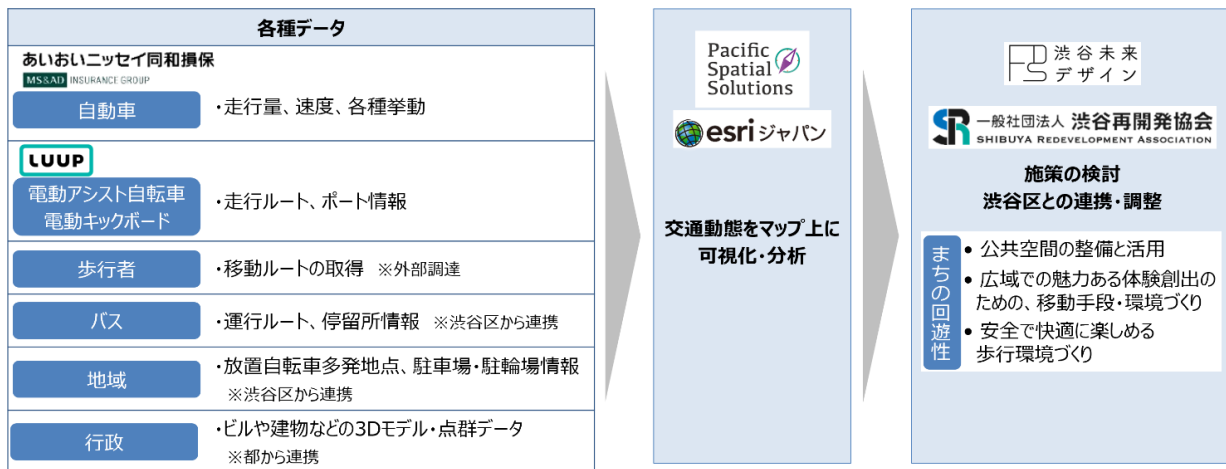 各種データ
あいおいニッセイ同和損保
MS&AD INSURANCE GROUP
自動車
・走行量、速度、各種挙動
LUUP
電動アシスト自転車
電動キックボード
・走行ルート、ポート情報
歩行者
・移動ルートの取得 ※外部調達
バス
・運行ルート、停留所情報 ※渋谷区から連携
地域
・放置自転車多発地点、駐車場・駐輪場情報
※渋谷区から連携
行政
・ビルや建物などの3Dモデル・点群データ
※都から連携
Pacific
Spatial
Solutions
esriジャパン
交通動態をマップ上に
可視化・分析
渋谷未来
デザイン
一般社団法人 渋谷再開発協会
SHIBUYA REDEVELOPMENT ASSOCIATION
施策の検討
渋谷区との連携・調整
まちの回遊性
• 公共空間の整備と活用
• 広域での魅力ある体験創出の
ための、移動手段・環境づくり
• 安全で快適に楽しめる
歩行環境づくり